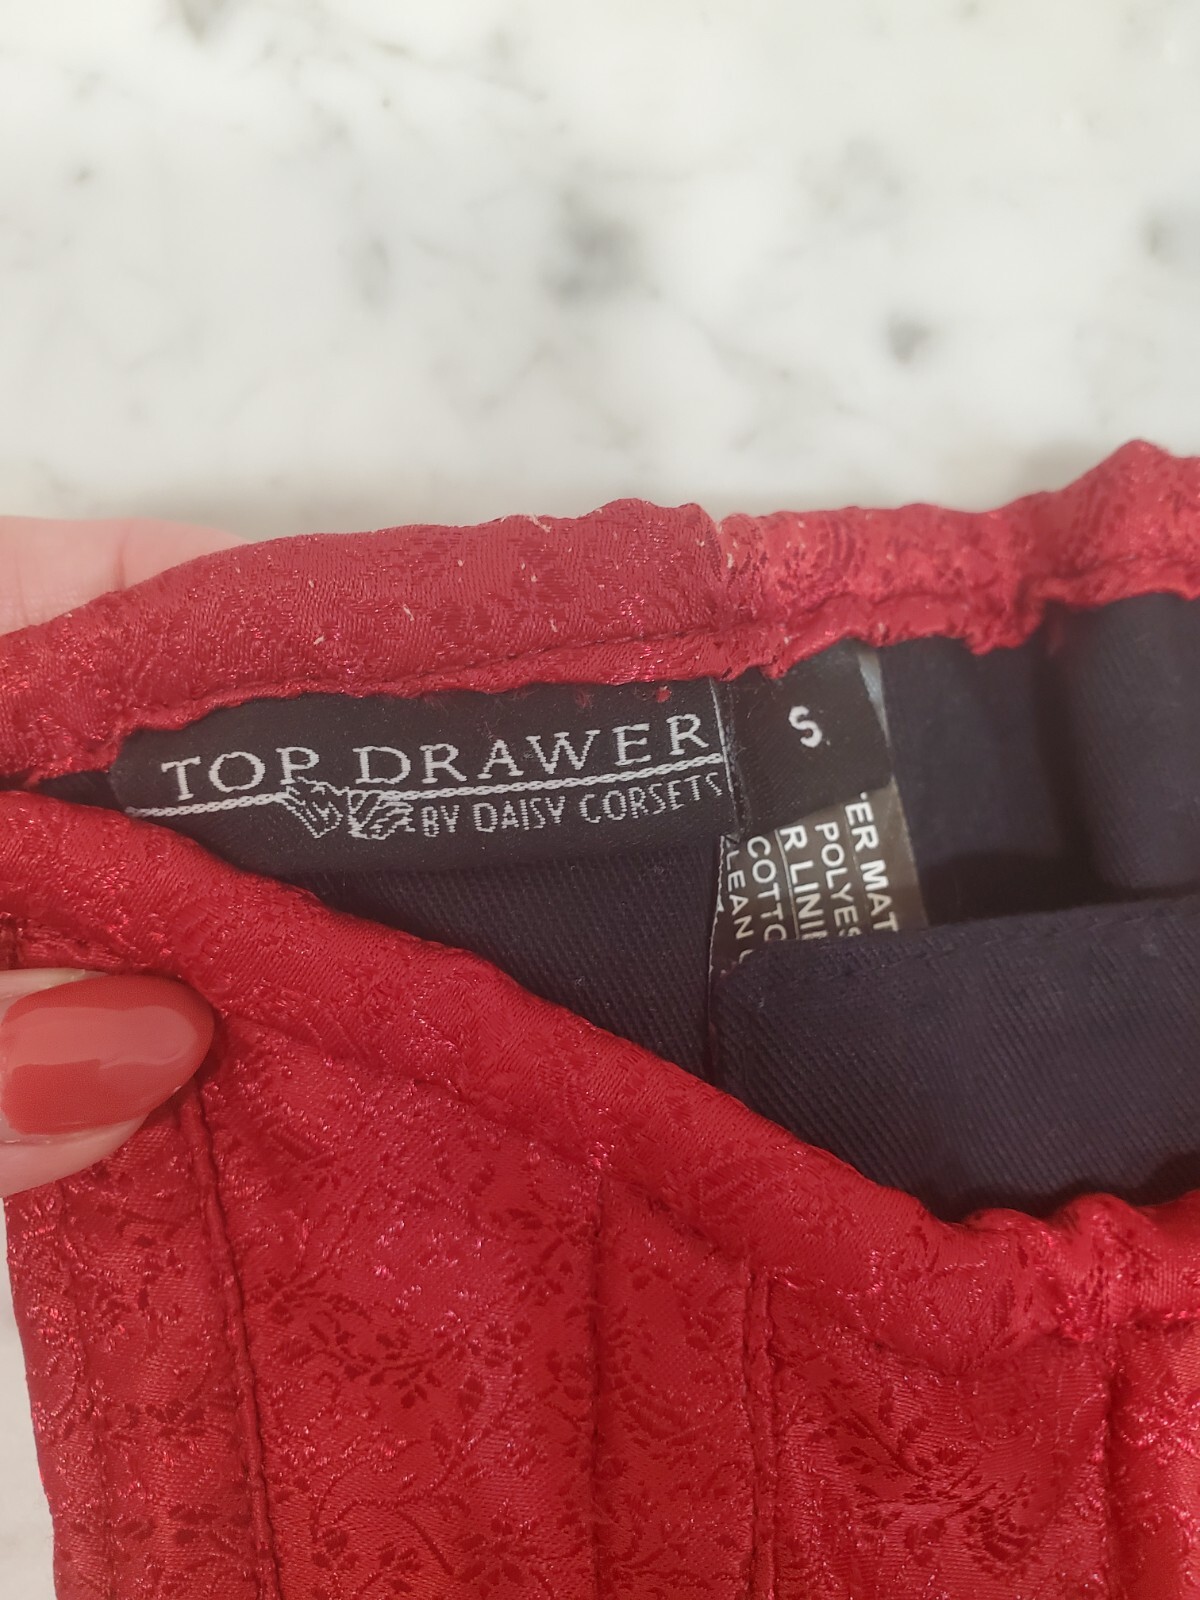 TOP DRAWER
BY DAISY CORSETS
S
ER MAT
POLYES
R LINI
COTTO
LEAN